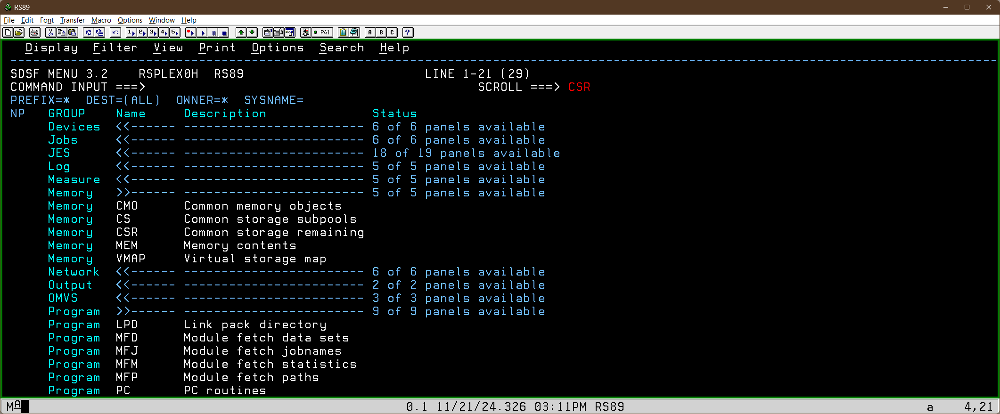 RS89
File Edit Font Transfer Macro Options Window Help
1 2 3 4 5 PA1 A B C ?
Display Filter View Print Options Search Help
--------------------------------------------------------------------------------------------------------------------------------
SDSF MENU 3.2 RSPLEX0H RS89 LINE 1-21 (29)
COMMAND INPUT ===> SCROLL ===> CSR
PREFIX=* DEST=(ALL) OWNER=* SYSNAME=
NP GROUP Name Description Status
Devices <<------ ------------------------ 6 of 6 panels available
Jobs <<------ ------------------------ 6 of 6 panels available
JES <<------ ------------------------ 18 of 19 panels available
Log <<------ ------------------------ 5 of 5 panels available
Measure <<------ ------------------------ 5 of 5 panels available
Memory >>------ ------------------------ 5 of 5 panels available
Memory CMO Common memory objects
Memory CS Common storage subpools
Memory CSR Common storage remaining
Memory MEM Memory contents
Memory VMAP Virtual storage map
Network <<------ ------------------------ 6 of 6 panels available
Output <<------ ------------------------ 2 of 2 panels available
OMVS <<------ ------------------------ 3 of 3 panels available
Program >>------ ------------------------ 9 of 9 panels available
Program LPD Link pack directory
Program MFD Module fetch data sets
Program MFJ Module fetch jobnames
Program MFM Module fetch statistics
Program MFP Module fetch paths
Program PC PC routines
MA 0.1 11/21/24.326 03:11PM RS89 a 4,21